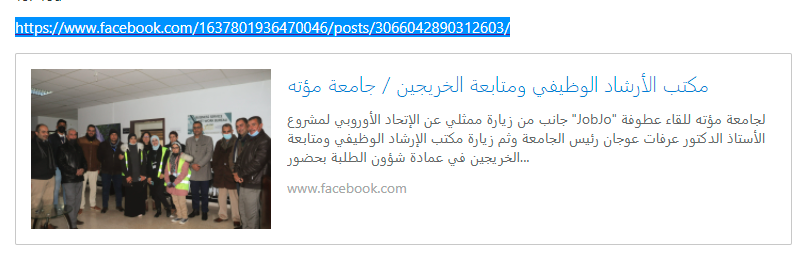 https://www.facebook.com/1637801936470046/posts/3066042890312603/
مكتب الأرشاد الوظيفي ومتابعة الخريجين / جامعة مؤته
لجامعة مؤته للقاء عطوفة "JobJo" جانب من زيارة ممثلي عن الإتحاد الأوروبي لمشروع
الأستاذ الدكتور عرفات عوجان رئيس الجامعة وثم زيارة مكتب الإرشاد الوظيفي ومتابعة
الخريجين في عمادة شؤون الطلبة بحضور...
www.facebook.com